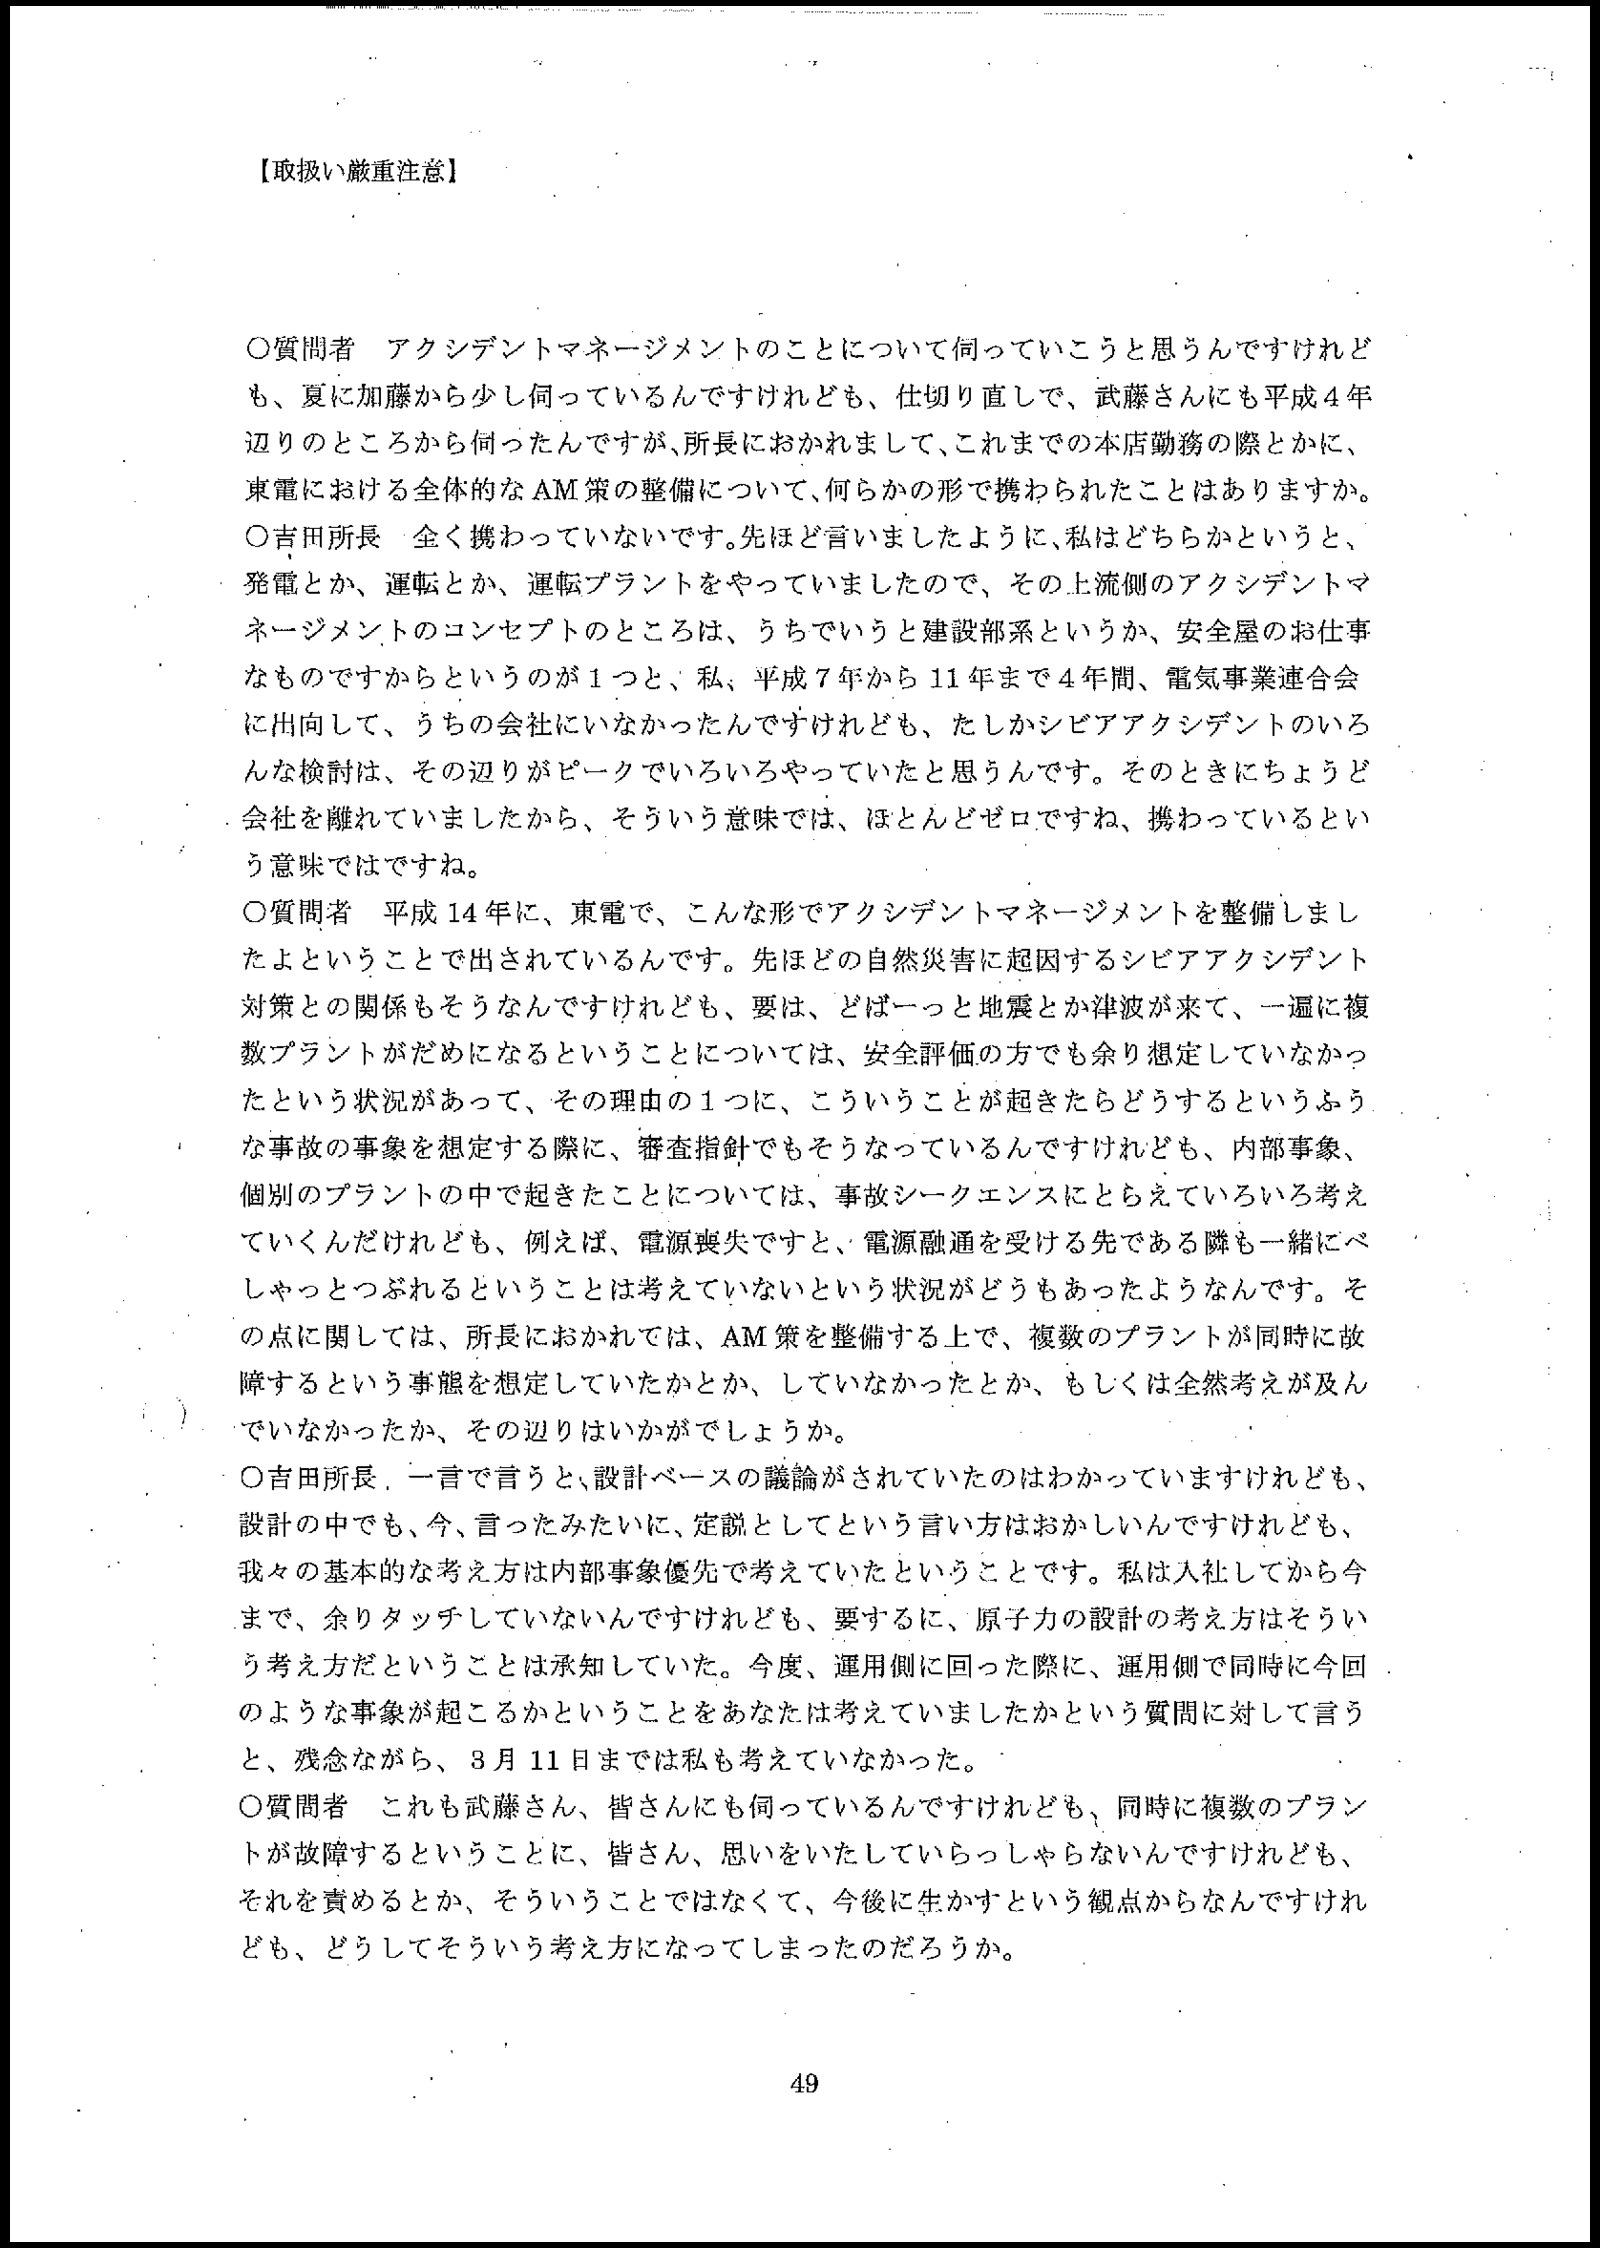 【取扱い厳重注意】
○質問者　アクシデントマネージメントのことについて伺っていこうと思うんですけれど
も、夏に加藤から少し伺っているんですけれども、仕切り直しで、武藤さんにも平成４年
辺りのところから伺ったんですが、所長におかれまして、これまでの本店勤務の際とかに、
東電における全体的な AM 策の整備について、何らかの形で携わられたことはありますか。
○吉田所長　全く携わっていないです。先ほど言いましたように、私はどちらかというと、
発電とか、運転とか、運転プラントをやっていましたので、その上流側のアクシデントマ
ネージメントのコンセプトのところは、うちでいうと建設部系というか、安全屋のお仕事
なものですからというのが１つと、私、平成７年から 11 年まで４年間、電気事業連合会
に出向して、うちの会社にいなかったんですけれども、たしかシビアアクシデントのいろ
んな検討は、その辺りがピークでいろいろやっていたと思うんです。そのときにちょうど
会社を離れていましたから、そういう意味では、ほとんどゼロですね、携わっているとい
う意味ではですね。
○質問者　平成 14 年に、東電で、こんな形でアクシデントマネージメントを整備しまし
たよということで出されているんです。先ほどの自然災害に起因するシビアアクシデント
対策との関係もそうなんですけれども、要は、どばーっと地震とか津波が来て、一遍に複
数プラントがだめになるということについては、安全評価の方でも余り想定していなかっ
たという状況があって、その理由の１つに、こういうことが起きたらどうするというふう
な事故の事象を想定する際に、審査指針でもそうなっているんですけれども、内部事象、
個別のプラントの中で起きたことについては、事故シークエンスにとらえていろいろ考え
ていくんだけれども、例えば、電源喪失ですと、電源融通を受ける先である隣も一緒にべ
しゃっとつぶれるということは考えていないという状況がどうもあったようなんです。そ
の点に関しては、所長におかれては、AM 策を整備する上で、複数のプラントが同時に故
障するという事態を想定していたかとか、していなかったとか、もしくは全然考えが及ん
でいなかったか、その辺りはいかがでしょうか。
○吉田所長　一言で言うと、設計ベースの議論がされていたのはわかっていますけれども、
設計の中でも、今、言ったみたいに、定説としてという言い方はおかしいんですけれども、
我々の基本的な考え方は内部事象優先で考えていたということです。私は入社してから今
まで、余りタッチしていないんですけれども、要するに、原子力の設計の考え方はそうい
う考え方だということは承知していた。今度、運用側に回った際に、運用側で同時に今回
のような事象が起こるかということをあなたは考えていましたかという質問に対して言う
と、残念ながら、３月 11 日までは私も考えていなかった。
○質問者　これも武藤さん、皆さんにも伺っているんですけれども、同時に複数のプラン
トが故障するということに、皆さん、思いをいたしていらっしゃらないんですけれども、
それを責めるとか、そういうことではなくて、今後に生かすという観点からなんですけれ
ども、どうしてそういう考え方になってしまったのだろうか。
49